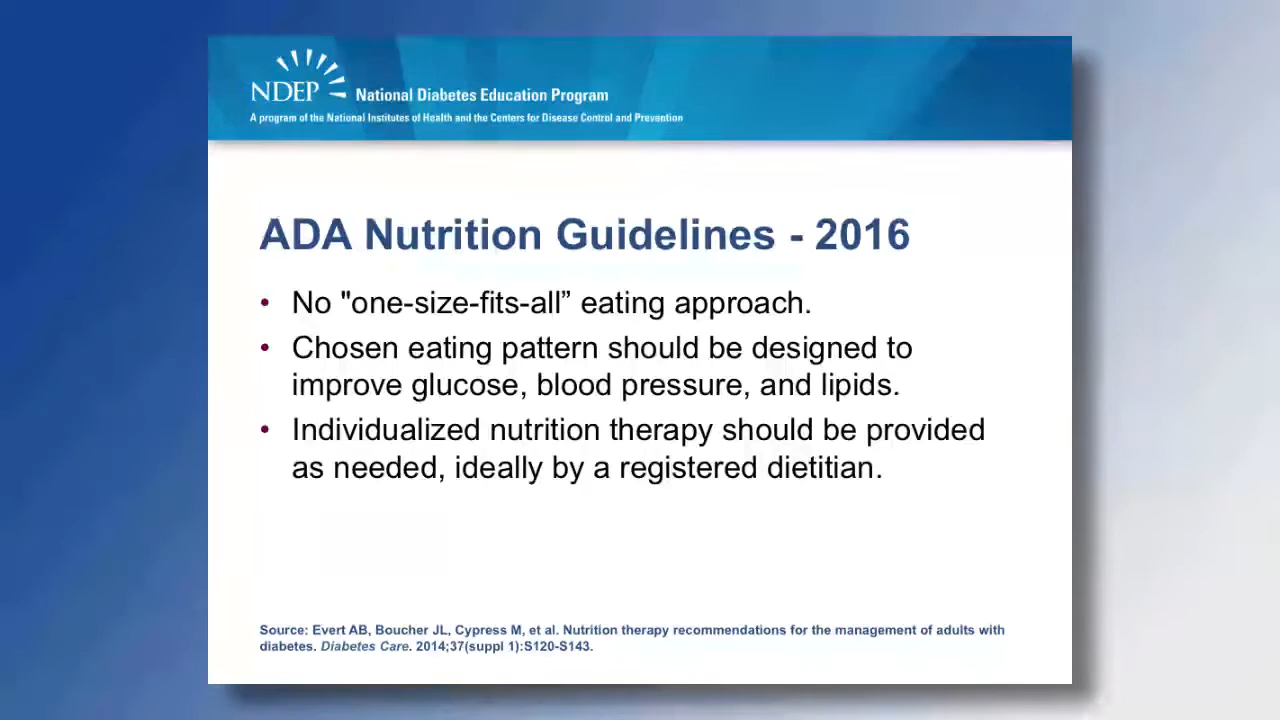 NDEP
National Diabetes Education Program
A program of the National Institutes of Health and the Centers for Disease Control and Prevention
ADA Nutrition Guidelines - 2016
• No "one-size-fits-all” eating approach.
• Chosen eating pattern should be designed to
improve glucose, blood pressure, and lipids.
• Individualized nutrition therapy should be provided
as needed, ideally by a registered dietitian.
Source: Evert AB, Boucher JL, Cypress M, et al. Nutrition therapy recommendations for the management of adults with
diabetes. Diabetes Care. 2014;37(suppl 1):S120-S143.